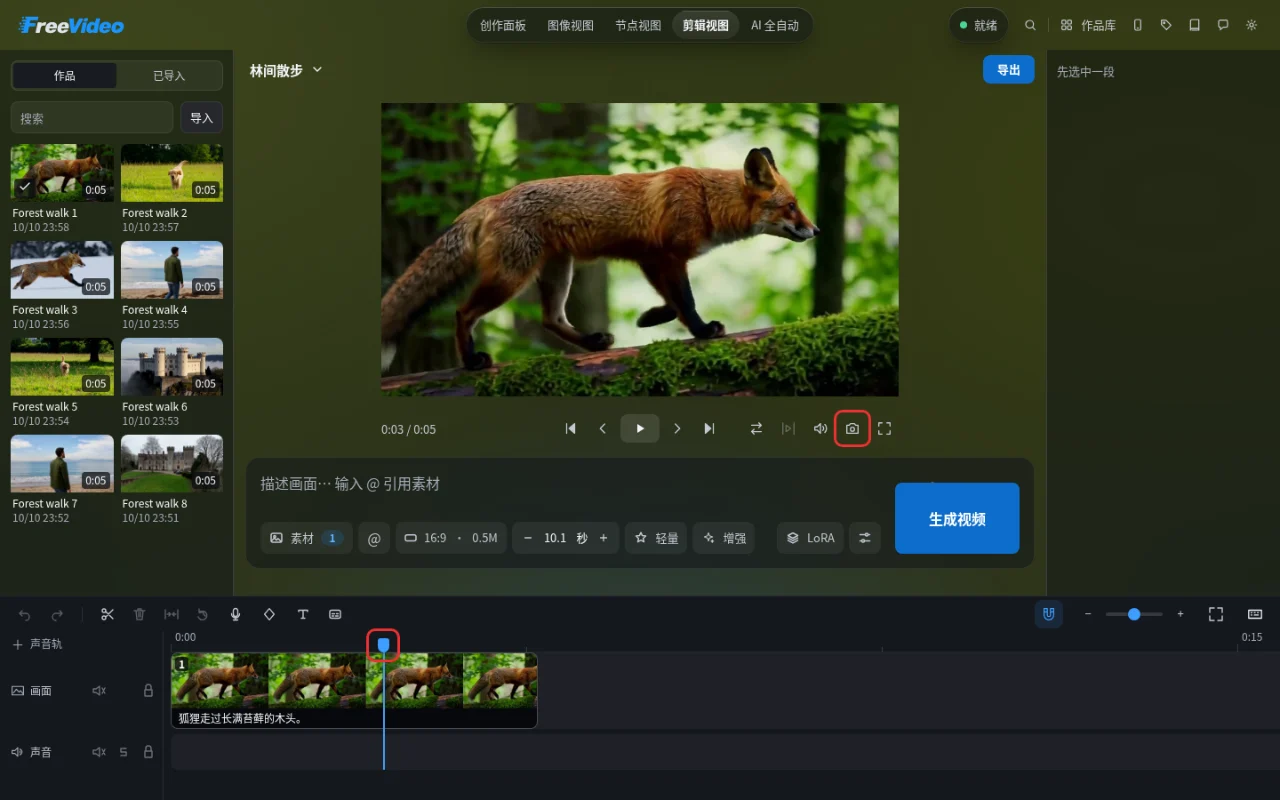 FreeVideo
创作面板 图像视图 节点视图 剪辑视图 AI 全自动
就绪
作品库
作品 已导入
搜索
导入
林间散步
导出
先选中一段
0:05
Forest walk 1
10/10 23:58
0:05
Forest walk 2
10/10 23:57
0:05
Forest walk 3
10/10 23:56
0:05
Forest walk 4
10/10 23:55
0:05
Forest walk 5
10/10 23:54
0:05
Forest walk 6
10/10 23:53
0:05
Forest walk 7
10/10 23:52
0:05
Forest walk 8
10/10 23:51
0:03 / 0:05
描述画面… 输入 @ 引用素材
素材 1 @ 16:9 · 0.5M − 10.1 秒 + 轻量 增强 LoRA
生成视频
声音轨
0:00 0:15
画面
1
狐狸走过长满苔藓的木头。
声音 S